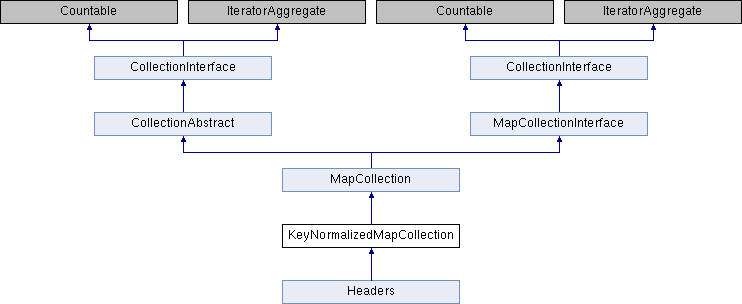 Countable
IteratorAggregate
Countable
IteratorAggregate
CollectionInterface
CollectionInterface
CollectionAbstract
MapCollectionInterface
MapCollection
KeyNormalizedMapCollection
Headers